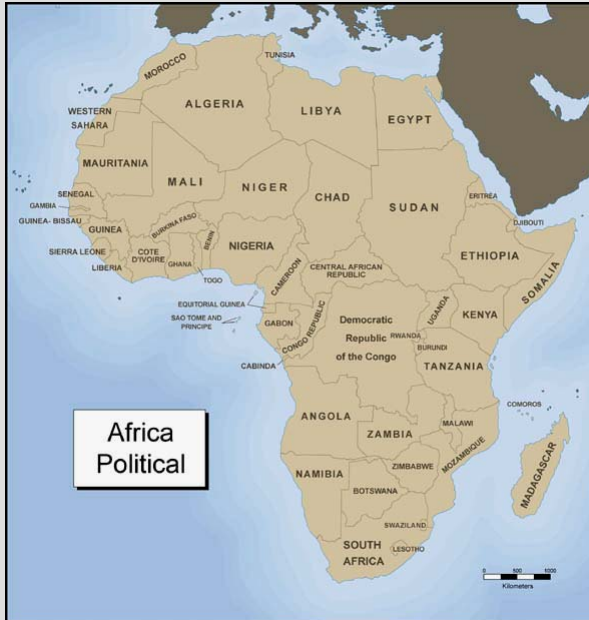 TUNISIA
MOROCCO
ALGERIA
LIBYA
EGYPT
WESTERN
SAHARA
MAURITANIA
MALI
NIGER
CHAD
SUDAN
ERITREA
SENEGAL
GAMBIA
GUINEA- BISSAU
GUINEA
BURKINA FASO
BENIN
NIGERIA
DJIBOUTI
SIERRA LEONE
COTE
D'IVOIRE
GHANA
LIBERIA
TOGO
CAMEROON
CENTRAL AFRICAN
REPUBLIC
ETHIOPIA
SOMALIA
EQUITORIAL GUINEA
SAO TOME AND
PRINCIPE
GABON
CONGO REPUBLIC
Democratic
Republic
of the Congo
UGANDA
KENYA
RWANDA
BURUNDI
CABINDA
TANZANIA
COMOROS
ANGOLA
ZAMBIA
MALAWI
MOZAMBIQUE
MADAGASCAR
Africa
Political
NAMIBIA
ZIMBABWE
BOTSWANA
SWAZILAND
SOUTH
AFRICA
LESOTHO
0 500 1000
Kilometers